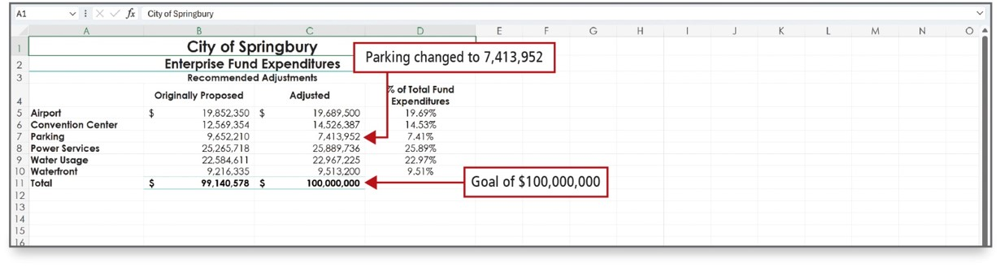 A1 fx City of Springbury
A B C D E F G H I J K L M N O
1 City of Springbury
Parking changed to 7,413,952
2 Enterprise Fund Expenditures
3 Recommended Adjustments
4 Originally Proposed Adjusted % of Total Fund
Expenditures
5 Airport $ 19,852,350 $ 19,689,500 19.69%
6 Convention Center 12,569,354 14,526,387 14.53%
7 Parking 9,652,210 7,413,952 7.41%
8 Power Services 25,265,718 25,889,736 25.89%
9 Water Usage 22,584,611 22,967,225 22.97%
10 Waterfront 9,216,335 9,513,200 9.51%
11 Total $ 99,140,578 $ 100,000,000
Goal of $100,000,000
12
13
14
15
16